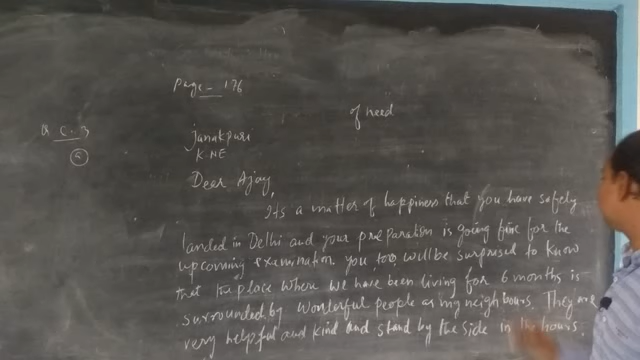 Page - 176
of need
Q C. 3
Janakpuri
K-NE
Dear Ajay,
Its a matter of happiness that you have safely
landed in Delhi and your preparation is going fine for the
upcoming examination. you too will be surprised to know
that the place where we have been living for 6 months is
surrounded by wonderful people as my neighbours. They are
very helpful and kind and stand by the side in the hours